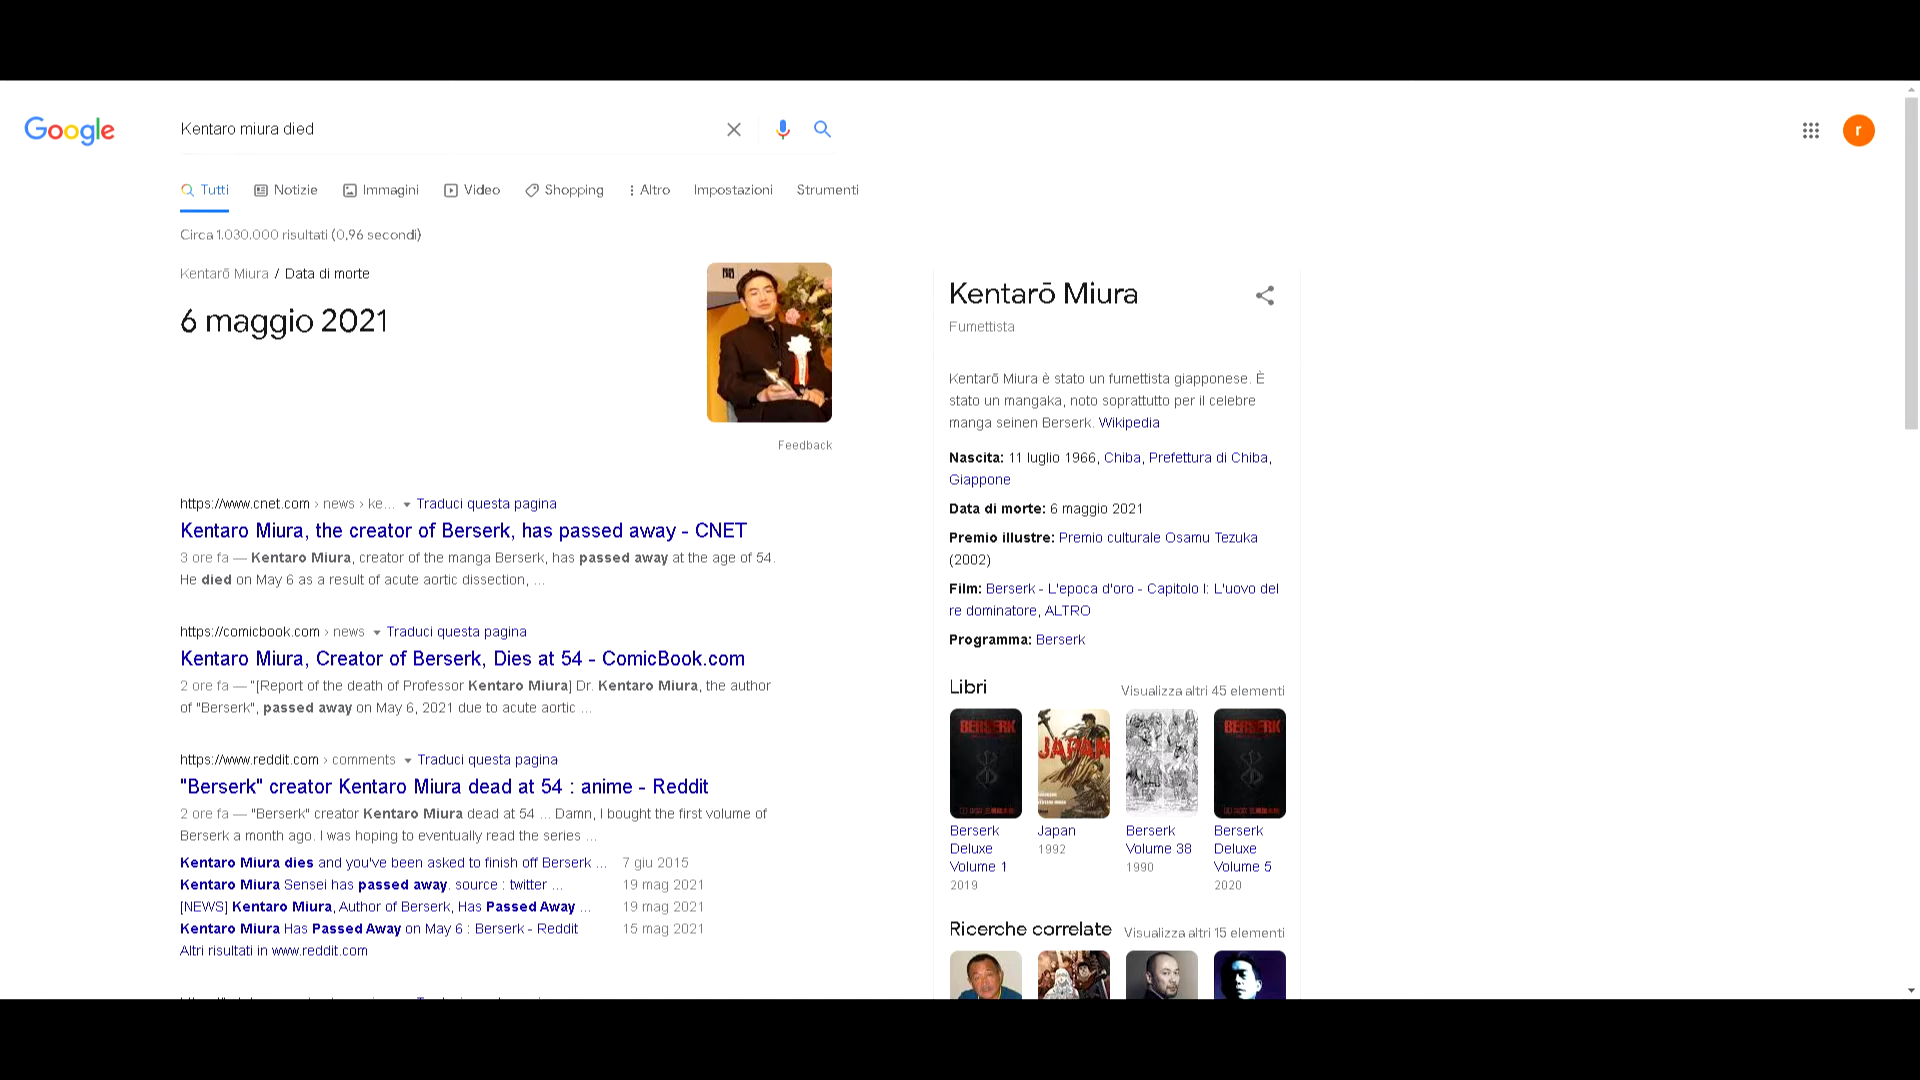 Google
Kentaro miura died
r
Tutti
Notizie
Immagini
Video
Shopping
Altro
Impostazioni
Strumenti
Circa 1.030.000 risultati (0,96 secondi)
Kentarō Miura / Data di morte
6 maggio 2021
Feedback
https://www.cnet.com › news › ke... Traduci questa pagina
Kentaro Miura, the creator of Berserk, has passed away - CNET
3 ore fa — Kentaro Miura, creator of the manga Berserk, has passed away at the age of 54.
He died on May 6 as a result of acute aortic dissection, ...
https://comicbook.com › news Traduci questa pagina
Kentaro Miura, Creator of Berserk, Dies at 54 - ComicBook.com
2 ore fa — "[Report of the death of Professor Kentaro Miura] Dr. Kentaro Miura, the author
of "Berserk", passed away on May 6, 2021 due to acute aortic ...
https://www.reddit.com › comments Traduci questa pagina
"Berserk" creator Kentaro Miura dead at 54 : anime - Reddit
2 ore fa — "Berserk" creator Kentaro Miura dead at 54 ... Damn, I bought the first volume of
Berserk a month ago. I was hoping to eventually read the series ...
Kentaro Miura dies and you've been asked to finish off Berserk ... 7 giu 2015
Kentaro Miura Sensei has passed away. source : twitter ... 19 mag 2021
[NEWS] Kentaro Miura, Author of Berserk, Has Passed Away ... 19 mag 2021
Kentaro Miura Has Passed Away on May 6 : Berserk - Reddit 15 mag 2021
Altri risultati in www.reddit.com
Kentarō Miura
Fumettista
Kentarō Miura è stato un fumettista giapponese. È
stato un mangaka, noto soprattutto per il celebre
manga seinen Berserk. Wikipedia
Nascita: 11 luglio 1966, Chiba, Prefettura di Chiba,
Giappone
Data di morte: 6 maggio 2021
Premio illustre: Premio culturale Osamu Tezuka
(2002)
Film: Berserk - L'epoca d'oro - Capitolo I: L'uovo del
re dominatore, ALTRO
Programma: Berserk
Libri
Visualizza altri 45 elementi
BERSERK
JAPAN
BERSERK
Berserk
Deluxe
Volume 1
2019
Japan
1992
Berserk
Volume 38
1990
Berserk
Deluxe
Volume 5
2020
Ricerche correlate
Visualizza altri 15 elementi